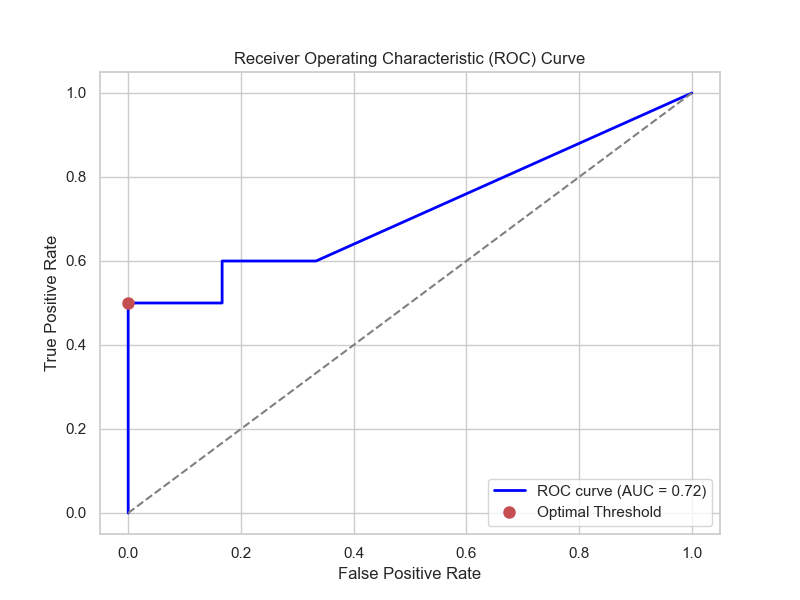 Receiver Operating Characteristic (ROC) Curve
True Positive Rate
1.0
0.8
0.6
0.4
0.2
0.0
ROC curve (AUC = 0.72)
Optimal Threshold
0.0 0.2 0.4 0.6 0.8 1.0
False Positive Rate